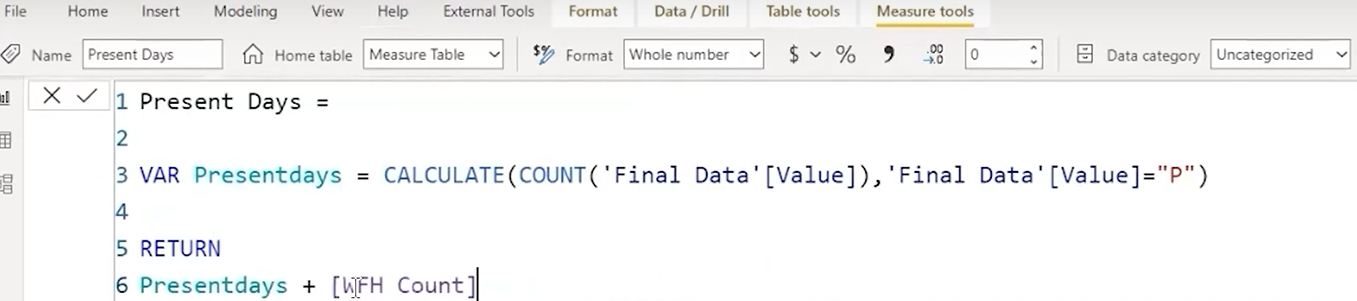 File Home Insert Modeling View Help External Tools Format Data / Drill Table tools Measure tools
Name Present Days Home table Measure Table Format Whole number $ % , .00 →.0 0 Data category Uncategorized
1 Present Days =
2
3 VAR Presentdays = CALCULATE(COUNT('Final Data'[Value]),'Final Data'[Value]="P")
4
5 RETURN
6 Presentdays + [WFH Count]